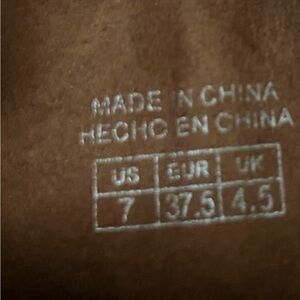 MADE IN CHINA
HECHO EN CHINA
US EUR UK
7 37.5 4.5